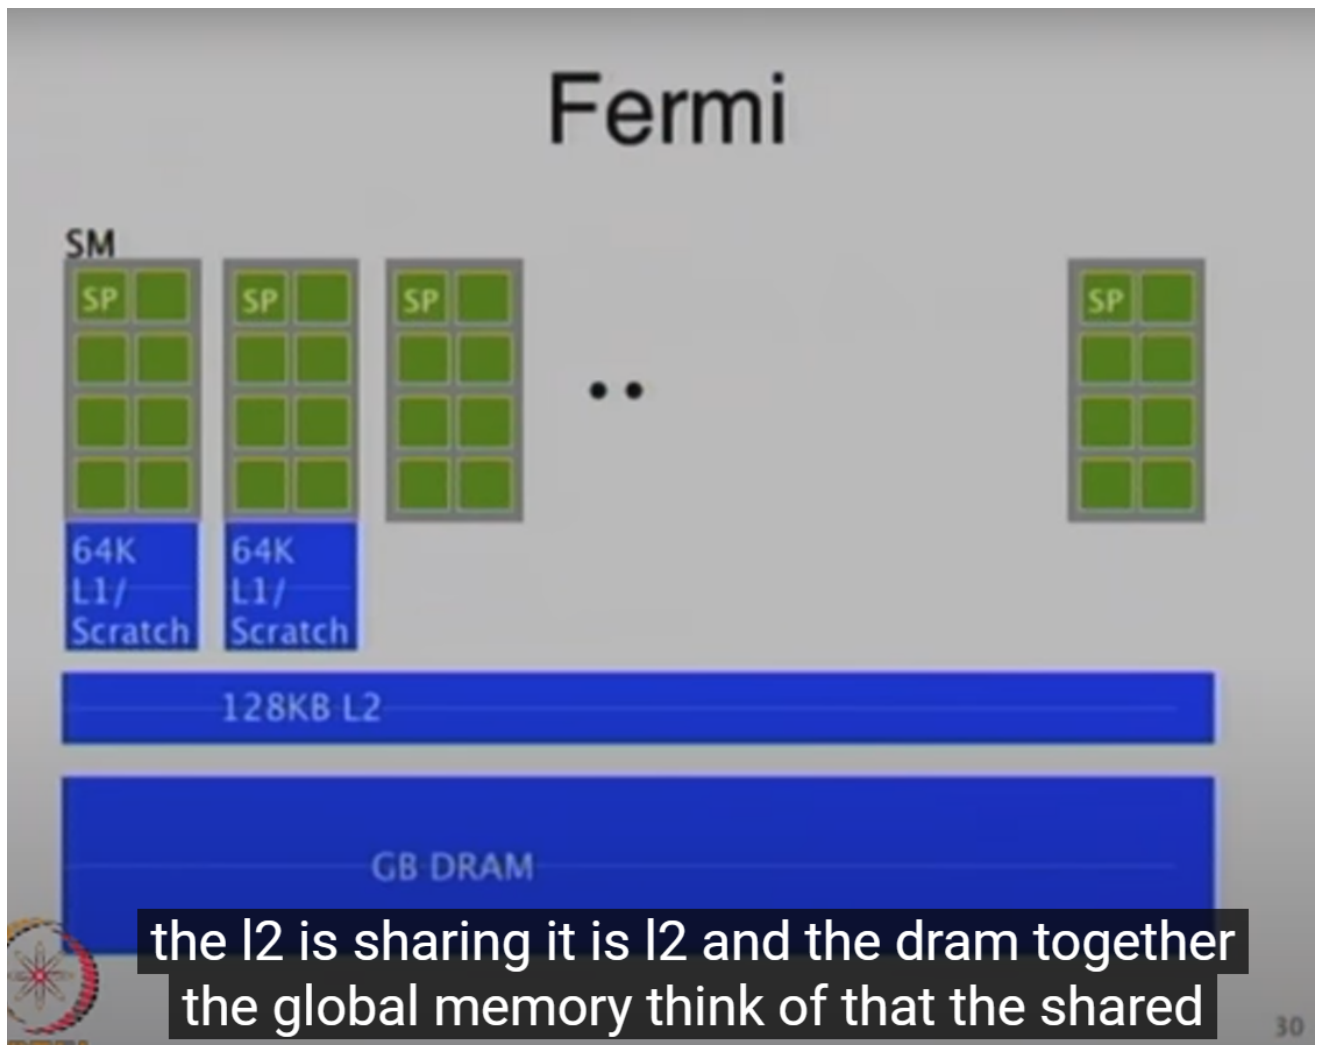 Fermi
SM
SP
SP
SP
SP
64K
L1/
Scratch
64K
L1/
Scratch
128KB L2
GB DRAM
the l2 is sharing it is l2 and the dram together
the global memory think of that the shared
30